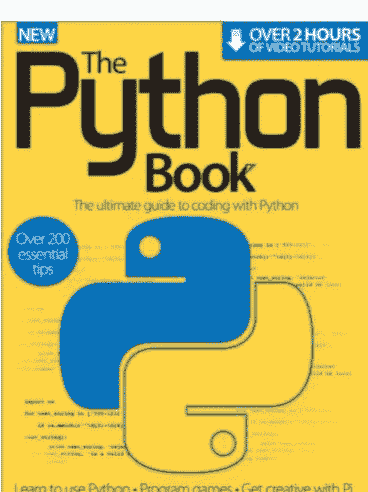 NEW
OVER 2 HOURS
OF VIDEO TUTORIALS
The
Python
Book
The ultimate guide to coding with Python
Over 200
essential
tips
Learn to use Python • Program games • Get creative with Pi